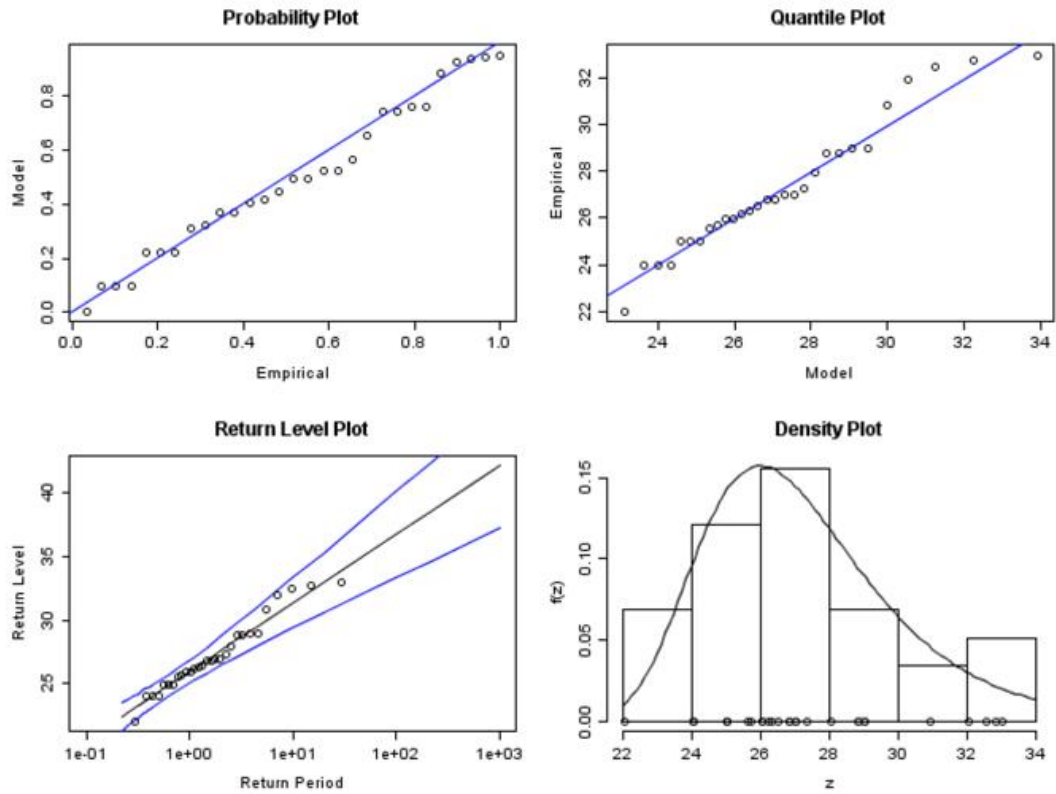 Probability Plot
Model
0.0 0.2 0.4 0.6 0.8
0.0 0.2 0.4 0.6 0.8 1.0
Empirical
Quantile Plot
Empirical
22 24 26 28 30 32
24 26 28 30 32 34
Model
Return Level Plot
Return Level
25 30 35 40
1e-01 1e+00 1e+01 1e+02 1e+03
Return Period
Density Plot
f(z)
0.00 0.05 0.10 0.15
22 24 26 28 30 32 34
z